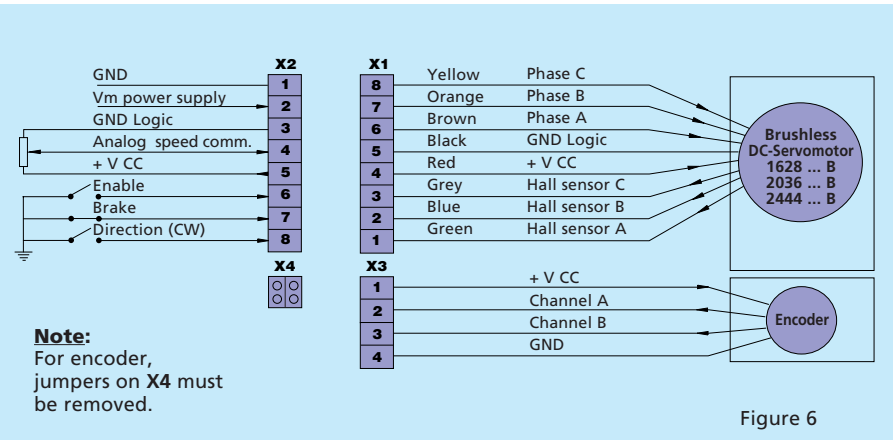 X2
GND 1
Vm power supply 2
GND Logic 3
Analog speed comm. 4
+ V CC 5
Enable 6
Brake 7
Direction (CW) 8
X4
X1
8 Yellow Phase C
7 Orange Phase B
6 Brown Phase A
5 Black GND Logic
4 Red + V CC
3 Grey Hall sensor C
2 Blue Hall sensor B
1 Green Hall sensor A
Brushless
DC-Servomotor
1628 ... B
2036 ... B
2444 ... B
X3
1 + V CC
2 Channel A
3 Channel B
4 GND
Encoder
Note:
For encoder,
jumpers on X4 must
be removed.
Figure 6